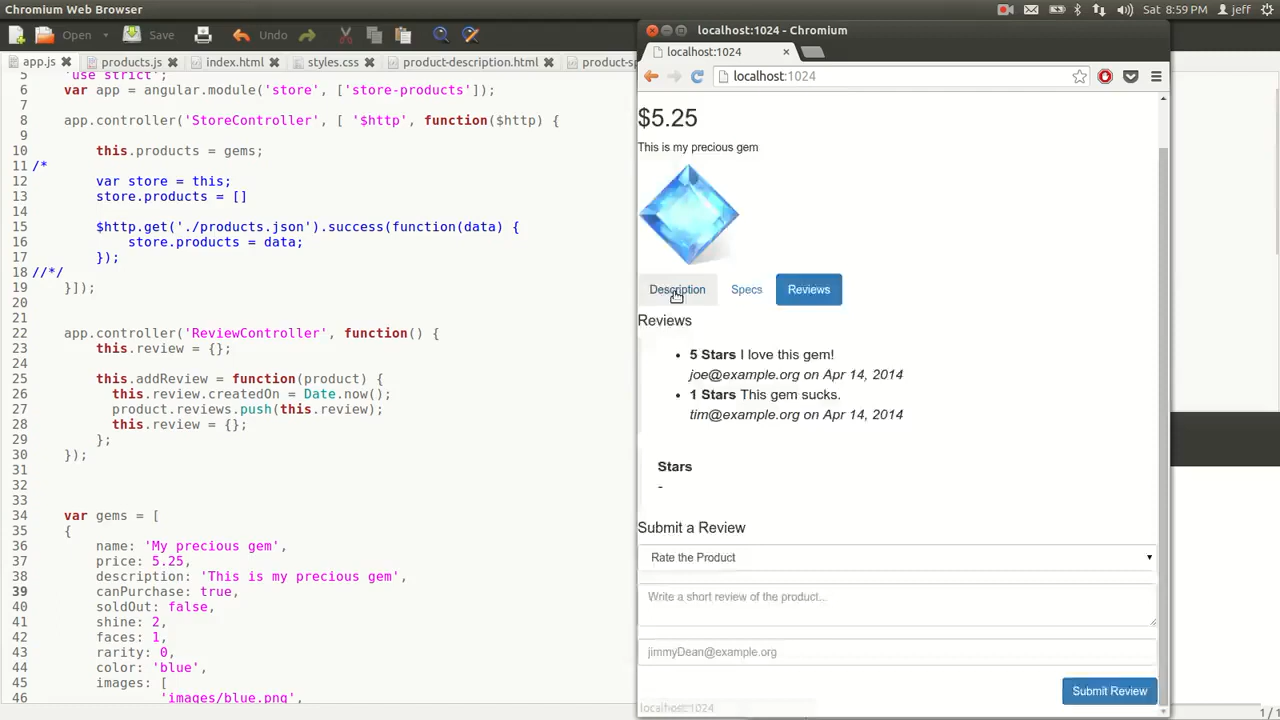 Chromium Web Browser
Sat 8:59 PM jeff
Open Save Undo
app.js products.js index.html styles.css product-description.html product-sp
5 'use strict';
6 var app = angular.module('store', ['store-products']);
7
8 app.controller('StoreController', [ '$http', function($http) {
9
10 this.products = gems;
11 /*
12 var store = this;
13 store.products = []
14
15 $http.get('./products.json').success(function(data) {
16 store.products = data;
17 });
18 //*/
19 }]);
20
21
22 app.controller('ReviewController', function() {
23 this.review = {};
24
25 this.addReview = function(product) {
26 this.review.createdOn = Date.now();
27 product.reviews.push(this.review);
28 this.review = {};
29 };
30 });
31
32
33
34 var gems = [
35 {
36 name: 'My precious gem',
37 price: 5.25,
38 description: 'This is my precious gem',
39 canPurchase: true,
40 soldOut: false,
41 shine: 2,
42 faces: 1,
43 rarity: 0,
44 color: 'blue',
45 images: [
46 'images/blue.png',
localhost:1024 - Chromium
localhost:1024
localhost:1024
$5.25
This is my precious gem
Description Specs Reviews
Reviews
5 Stars I love this gem!
joe@example.org on Apr 14, 2014
1 Stars This gem sucks.
tim@example.org on Apr 14, 2014
Stars
-
Submit a Review
Rate the Product
Write a short review of the product...
jimmyDean@example.org
Submit Review
localhost:1024
1 / 1